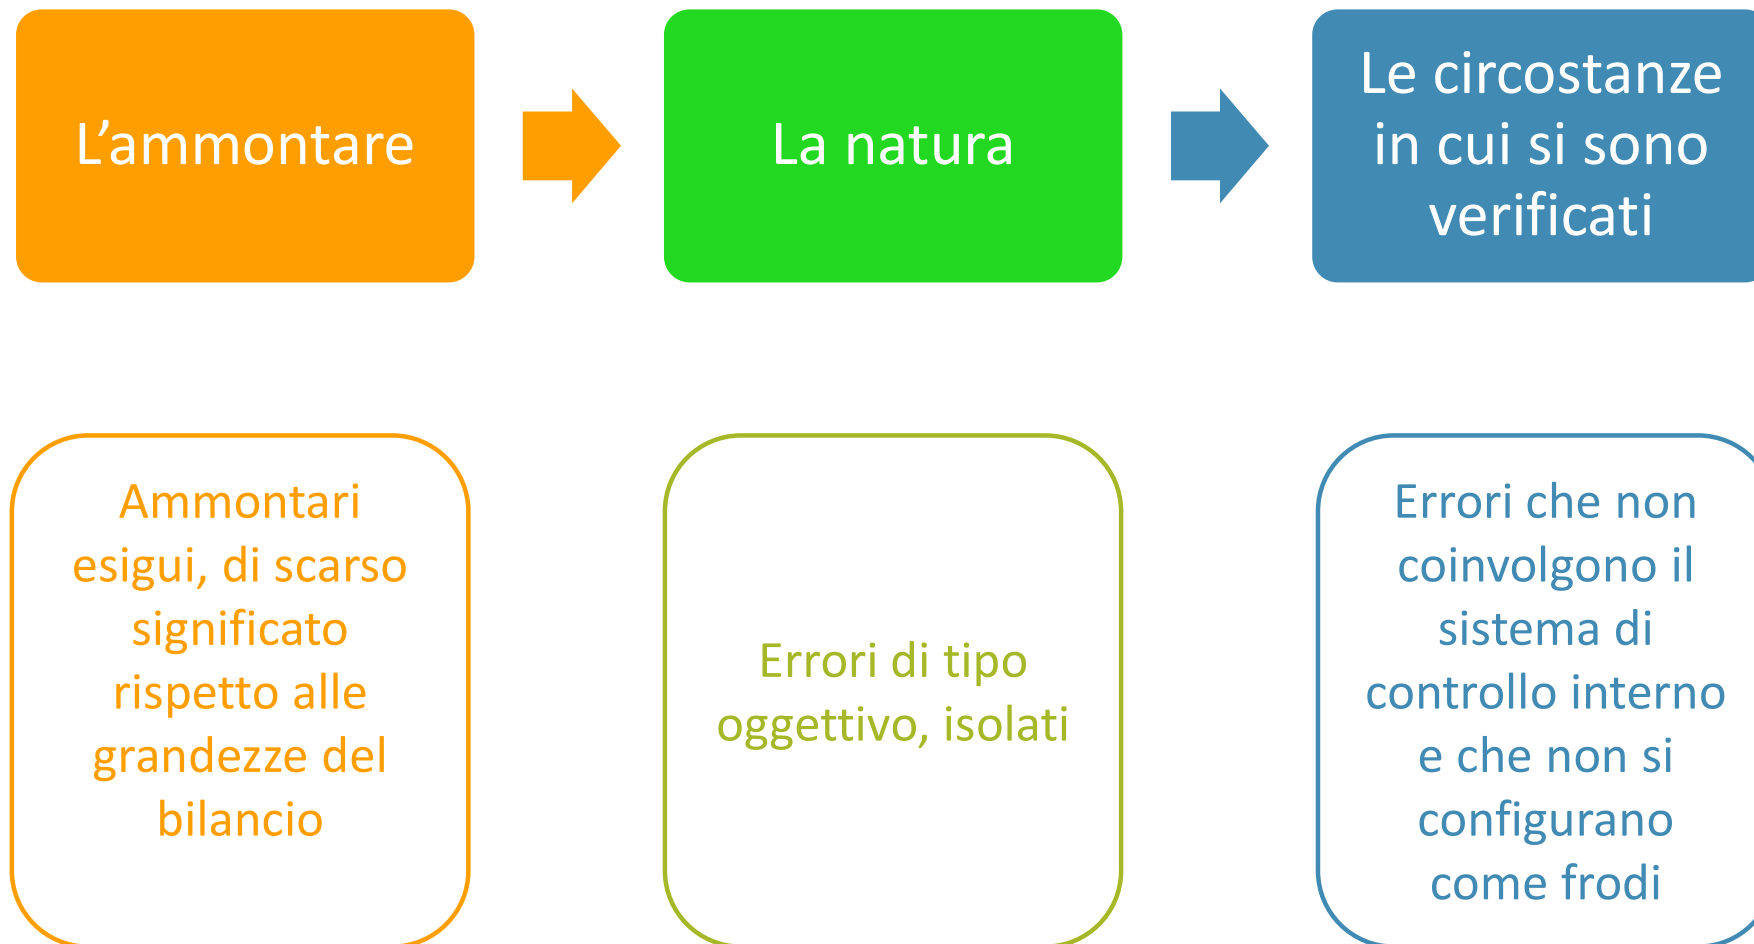 L’ammontare
La natura
Le circostanze
in cui si sono
verificati
Ammontari
esigui, di scarso
significato
rispetto alle
grandezze del
bilancio
Errori di tipo
oggettivo, isolati
Errori che non
coinvolgono il
sistema di
controllo interno
e che non si
configurano
come frodi